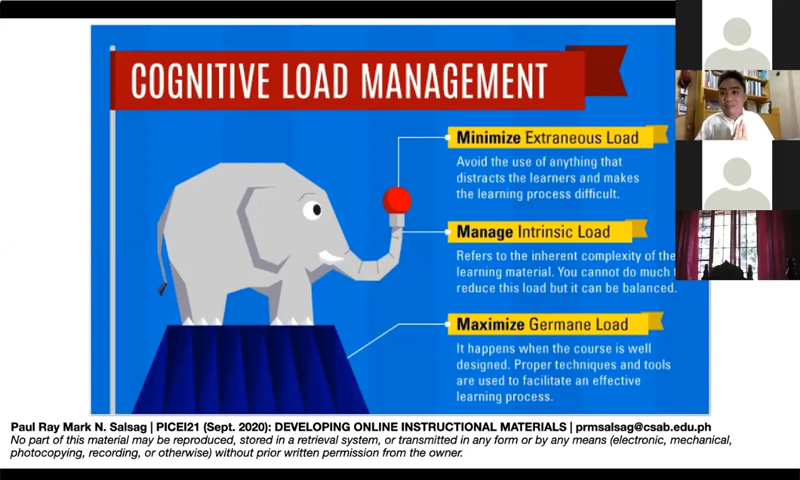 COGNITIVE LOAD MANAGEMENT
Minimize Extraneous Load
Avoid the use of anything that
distracts the learners and makes
the learning process difficult.
Manage Intrinsic Load
Refers to the inherent complexity of the
learning material. You cannot do much
reduce this load but it can be balanced.
Maximize Germane Load
It happens when the course is well
designed. Proper techniques and tools
are used to facilitate an effective
learning process.
Paul Ray Mark N. Salsag | PICEI21 (Sept. 2020): DEVELOPING ONLINE INSTRUCTIONAL MATERIALS | prmsalsag@csab.edu.ph
No part of this material may be reproduced, stored in a retrieval system, or transmitted in any form or by any means (electronic, mechanical,
photocopying, recording, or otherwise) without prior written permission from the owner.